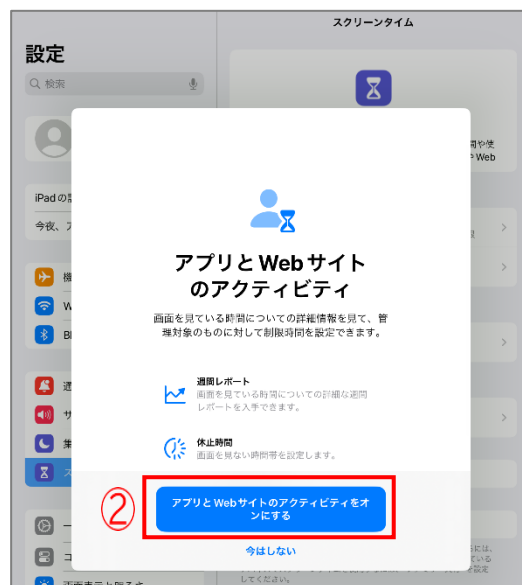 スクリーンタイム
設定
検索
iPadの
今夜、
アプリと Web サイト
のアクティビティ
画面を見ている時間についての詳細情報を見て、管
理対象のものに対して制限時間を設定できます。
週間レポート
画面を見ている時間についての詳細な週間
レポートを入手できます。
休止時間
画面を見ない時間帯を設定します。
②
アプリとWebサイトのアクティビティをオ
ンにする
今はしない
Web
してください。